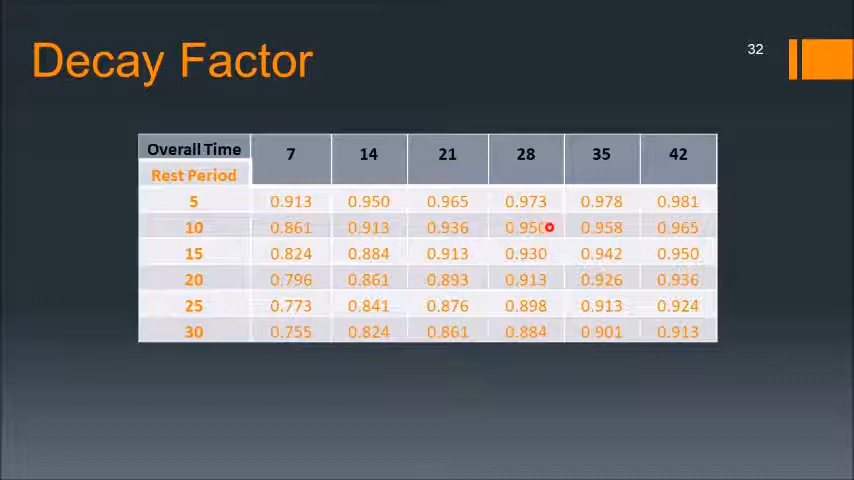 Decay Factor
32
Overall Time 7 14 21 28 35 42
Rest Period
5 0.913 0.950 0.965 0.973 0.978 0.981
10 0.861 0.913 0.936 0.950 0.958 0.965
15 0.824 0.884 0.913 0.930 0.942 0.950
20 0.796 0.861 0.893 0.913 0.926 0.936
25 0.773 0.841 0.876 0.898 0.913 0.924
30 0.755 0.824 0.861 0.884 0.901 0.913